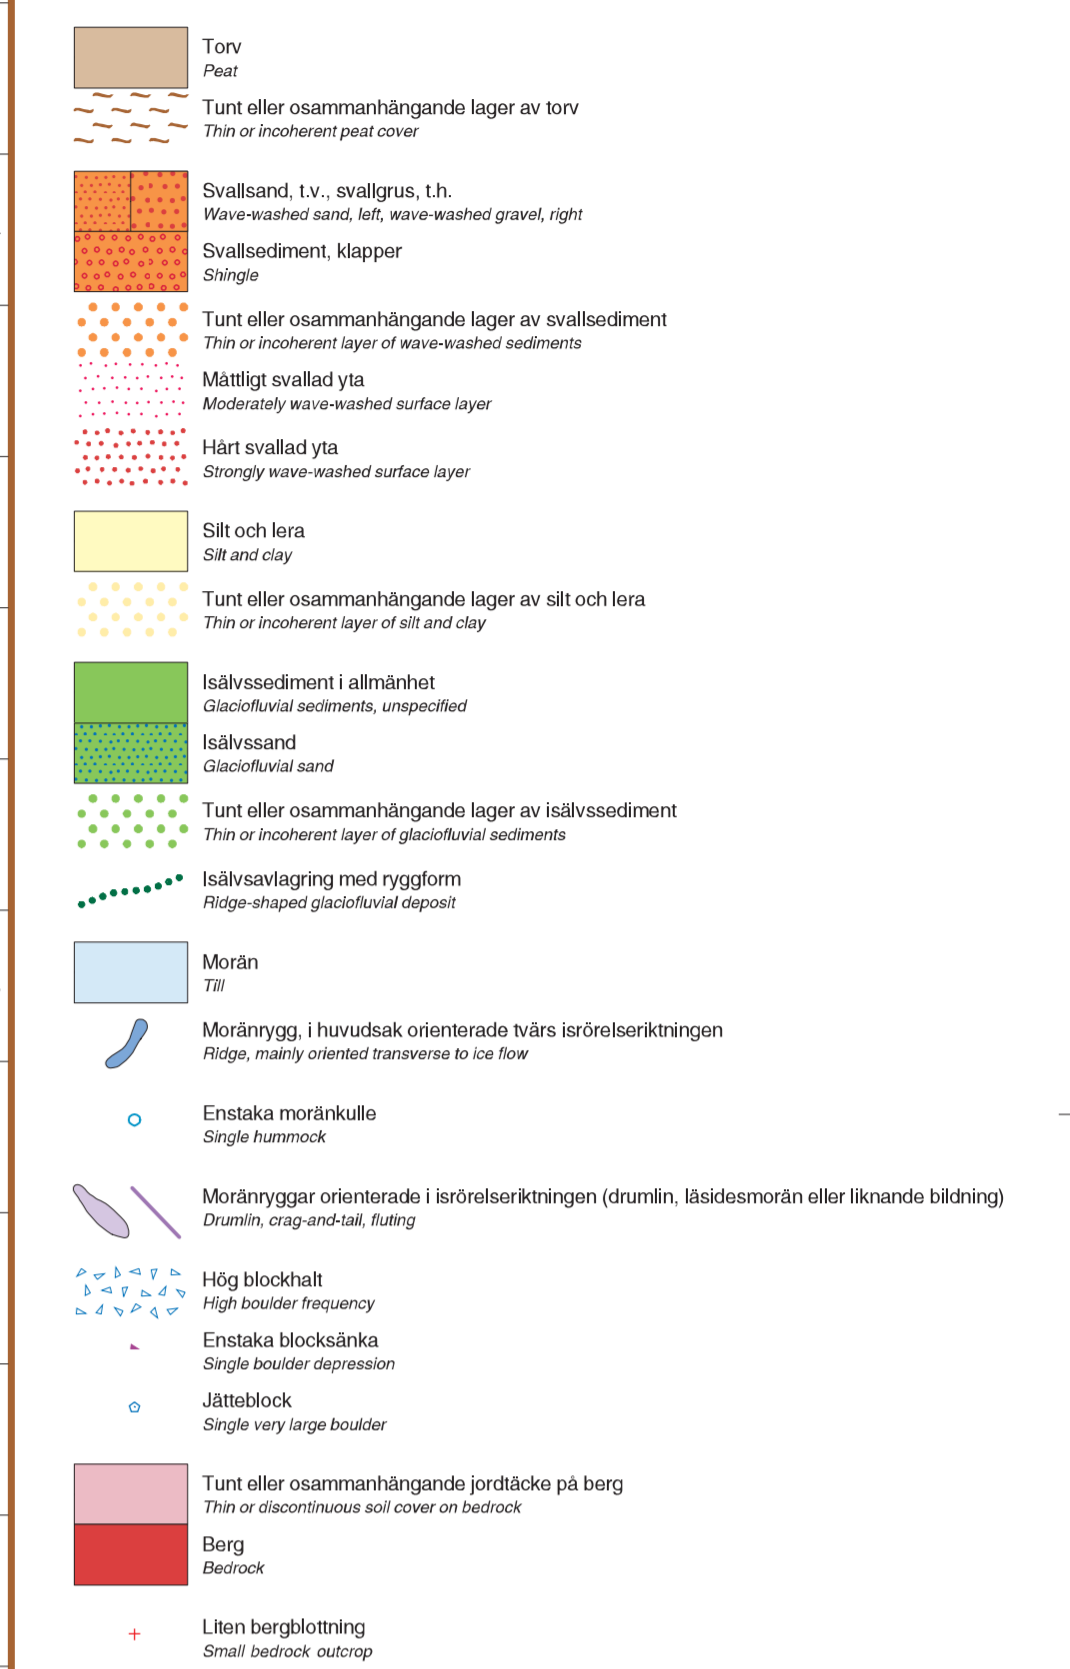 Torv
Peat
Tunt eller osammanhängande lager av torv
Thin or incoherent peat cover
Svallsand, t.v., svallgrus, t.h.
Wave-washed sand, left, wave-washed gravel, right
Svallsediment, klapper
Shingle
Tunt eller osammanhängande lager av svallsediment
Thin or incoherent layer of wave-washed sediments
Måttligt svallad yta
Moderately wave-washed surface layer
Hårt svallad yta
Strongly wave-washed surface layer
Silt och lera
Silt and clay
Tunt eller osammanhängande lager av silt och lera
Thin or incoherent layer of silt and clay
Isälvssediment i allmänhet
Glaciofluvial sediments, unspecified
Isälvssand
Glaciofluvial sand
Tunt eller osammanhängande lager av isälvssediment
Thin or incoherent layer of glaciofluvial sediments
Isälvsavlagring med ryggform
Ridge-shaped glaciofluvial deposit
Morän
Till
Moränrygg, i huvudsak orienterade tvärs isrörelseriktningen
Ridge, mainly oriented transverse to ice flow
Enstaka moränkulle
Single hummock
Moränryggar orienterade i isrörelseriktningen (drumlin, läsidesmorän eller liknande bildning)
Drumlin, crag-and-tail, fluting
Hög blockhalt
High boulder frequency
Enstaka blocksänka
Single boulder depression
Jätteblock
Single very large boulder
Tunt eller osammanhängande jordtäcke på berg
Thin or discontinuous soil cover on bedrock
Berg
Bedrock
Liten bergblottning
Small bedrock outcrop